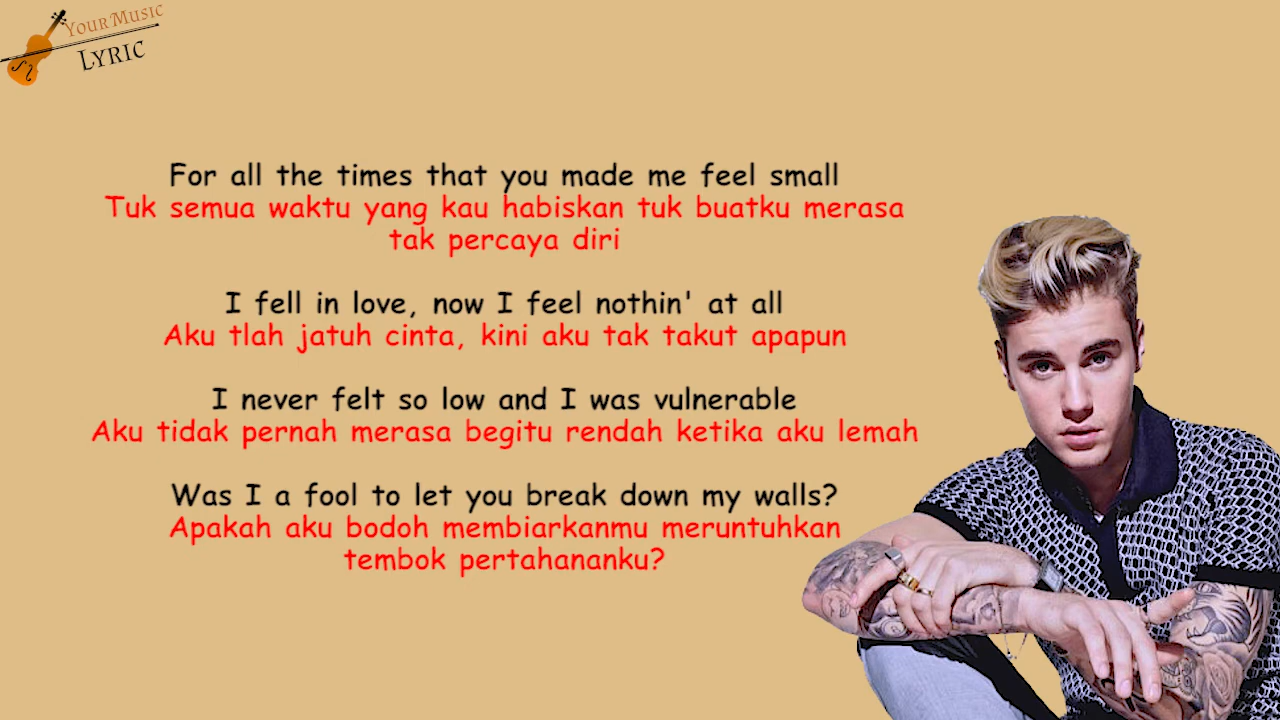 YourMusic
Lyric
For all the times that you made me feel small
Tuk semua waktu yang kau habiskan tuk buatku merasa
tak percaya diri
I fell in love, now I feel nothin' at all
Aku tlah jatuh cinta, kini aku tak takut apapun
I never felt so low and I was vulnerable
Aku tidak pernah merasa begitu rendah ketika aku lemah
Was I a fool to let you break down my walls?
Apakah aku bodoh membiarkanmu meruntuhkan
tembok pertahananku?